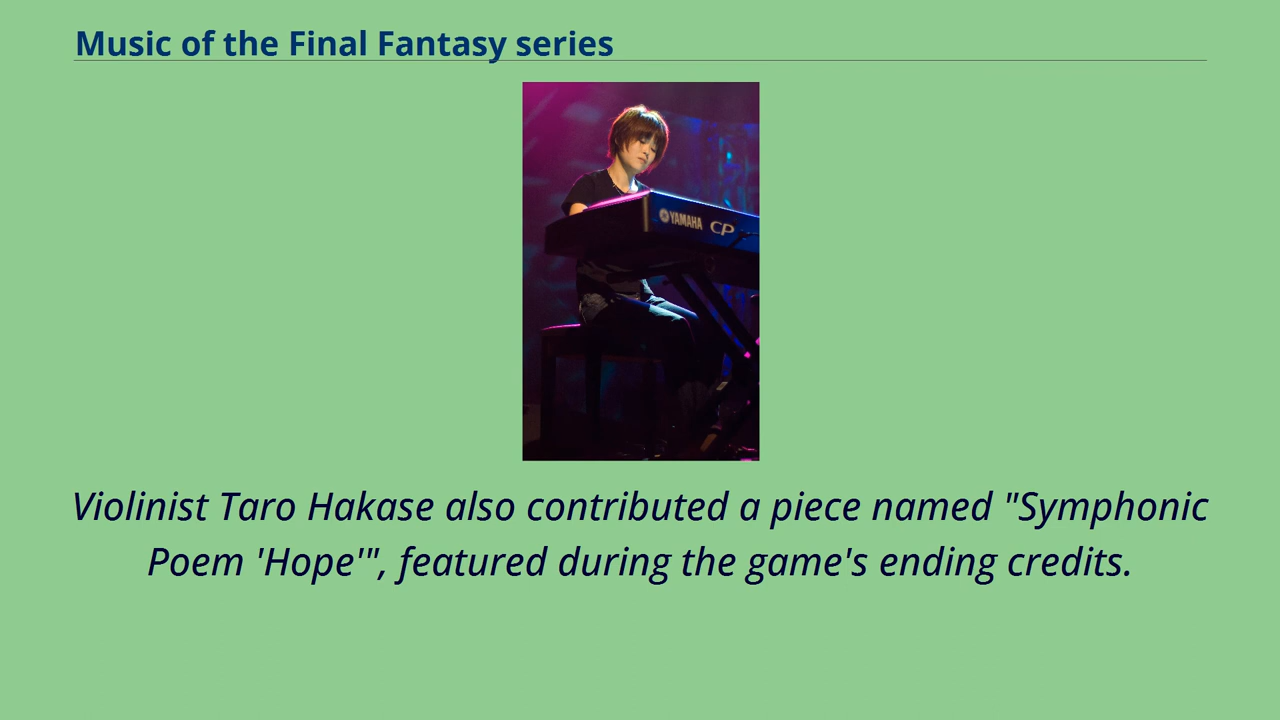 Music of the Final Fantasy series
YAMAHA CP
Violinist Taro Hakase also contributed a piece named "Symphonic
Poem 'Hope'", featured during the game's ending credits.